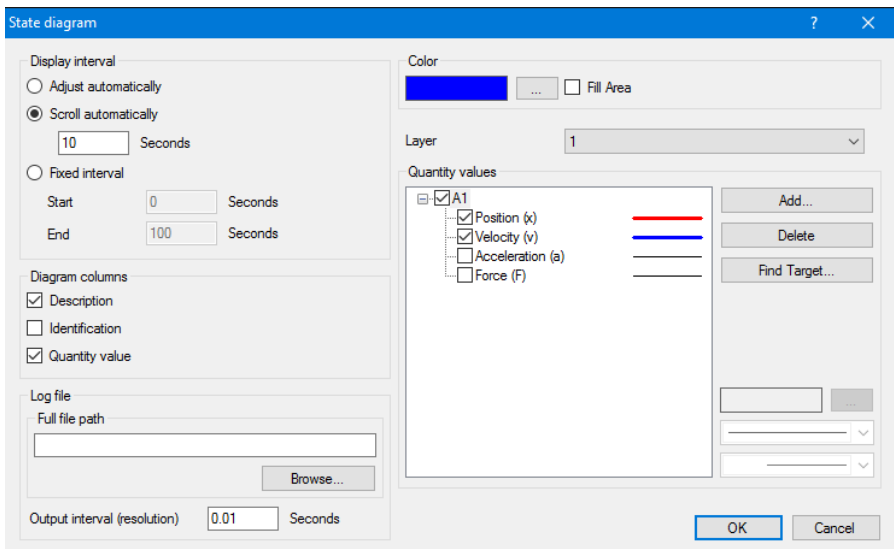 State diagram
?
Display interval
Adjust automatically
Scroll automatically
10 Seconds
Fixed interval
Start 0 Seconds
End 100 Seconds
Diagram columns
Description
Identification
Quantity value
Log file
Full file path
Browse...
Output interval (resolution) 0.01 Seconds
Color
... Fill Area
Layer 1
Quantity values
A1
Position (x)
Velocity (v)
Acceleration (a)
Force (F)
Add...
Delete
Find Target...
...
OK Cancel